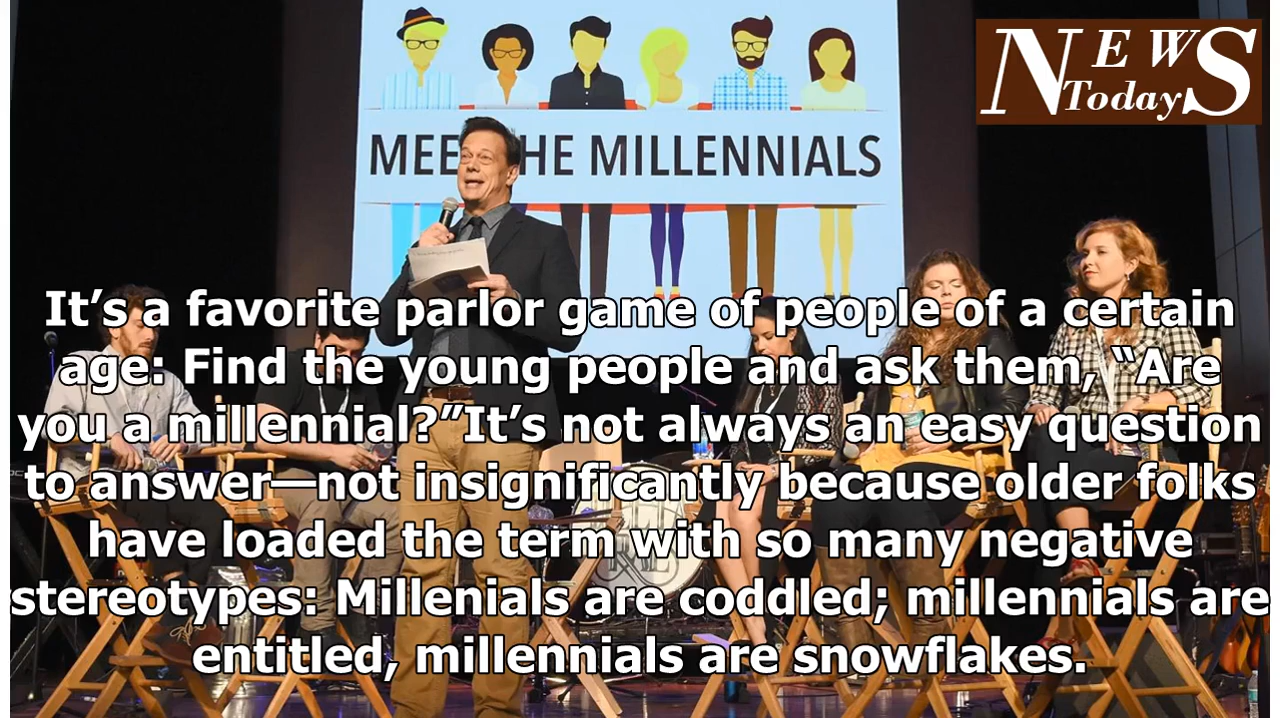 NEWS
Today
MEE HE MILLENNIALS
It’s a favorite parlor game of people of a certain
age: Find the young people and ask them, “Are
you a millennial?”It’s not always an easy question
to answer—not insignificantly because older folks
have loaded the term with so many negative
stereotypes: Millenials are coddled; millennials are
entitled, millennials are snowflakes.